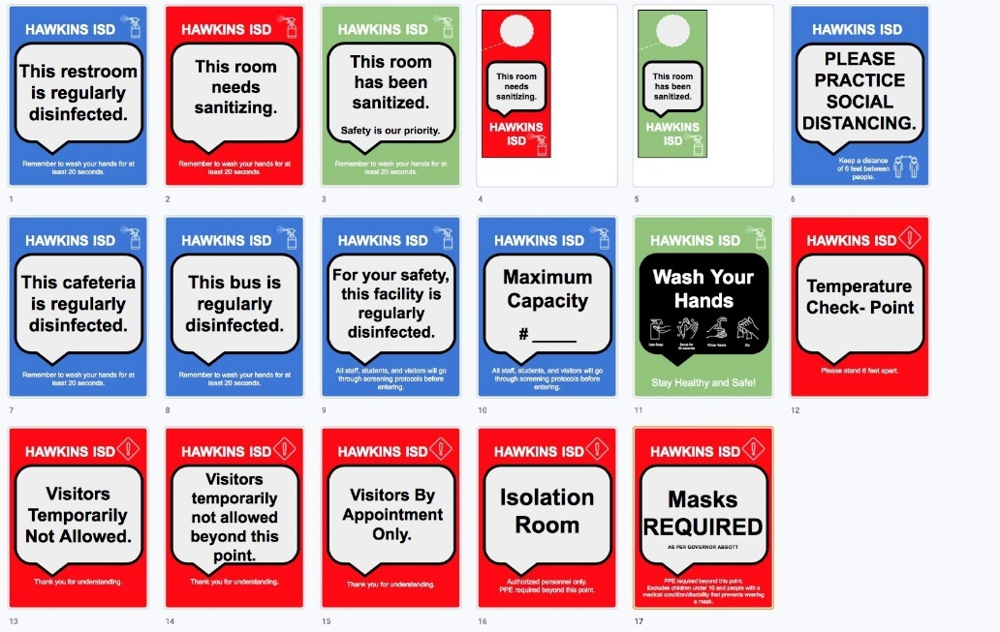 HAWKINS ISD
This restroom
is regularly
disinfected.
Remember to wash your hands for at
least 20 seconds.
1
HAWKINS ISD
This room
needs
sanitizing.
Remember to wash your hands for at
least 20 seconds.
2
HAWKINS ISD
This room
has been
sanitized.
Safety is our priority.
Remember to wash your hands for at
least 20 seconds.
3
This room
needs
sanitizing.
HAWKINS
ISD
4
This room
has been
sanitized.
HAWKINS
ISD
5
HAWKINS ISD
PLEASE
PRACTICE
SOCIAL
DISTANCING.
Keep a distance
of 6 feet between
people.
6
HAWKINS ISD
This cafeteria
is regularly
disinfected.
Remember to wash your hands for at
least 20 seconds.
7
HAWKINS ISD
This bus is
regularly
disinfected.
Remember to wash your hands for at
least 20 seconds.
8
HAWKINS ISD
For your safety,
this facility is
regularly
disinfected.
All staff, students, and visitors will go
through screening protocols before
entering.
9
HAWKINS ISD
Maximum
Capacity
# _____
All staff, students, and visitors will go
through screening protocols before
entering.
10
HAWKINS ISD
Wash Your
Hands
Use Soap
Scrub for
20 seconds
Rinse Hands
Dry
Stay Healthy and Safe!
11
HAWKINS ISD
Temperature
Check- Point
Please stand 6 feet apart.
12
HAWKINS ISD
Visitors
Temporarily
Not Allowed.
Thank you for understanding.
13
HAWKINS ISD
Visitors
temporarily
not allowed
beyond this
point.
Thank you for understanding.
14
HAWKINS ISD
Visitors By
Appointment
Only.
Thank you for understanding.
15
HAWKINS ISD
Isolation
Room
Authorized personnel only.
PPE required beyond this point.
16
HAWKINS ISD
Masks
REQUIRED
AS PER GOVERNOR ABBOTT
PPE required beyond this point.
Excludes children under 10 and people with a
medical condition/disability that prevents wearing
a mask.
17